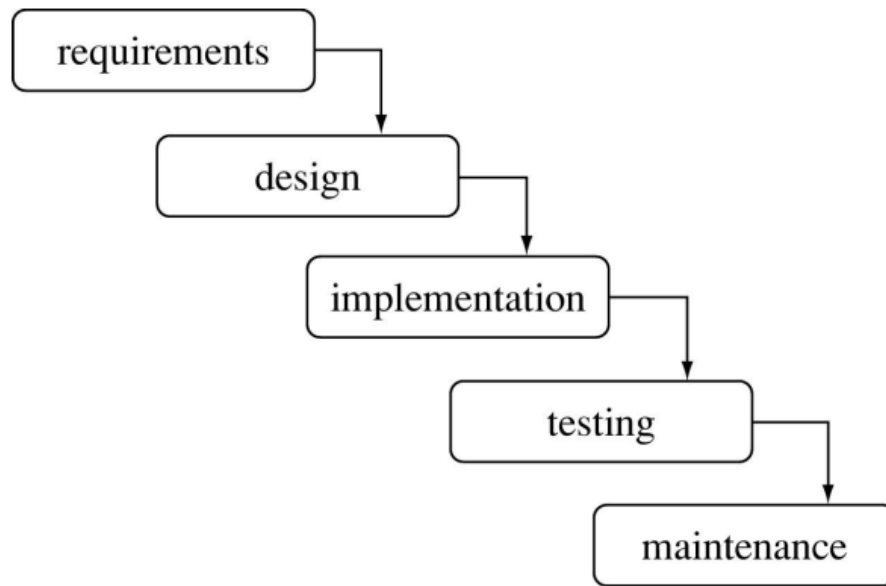 requirements
design
implementation
testing
maintenance